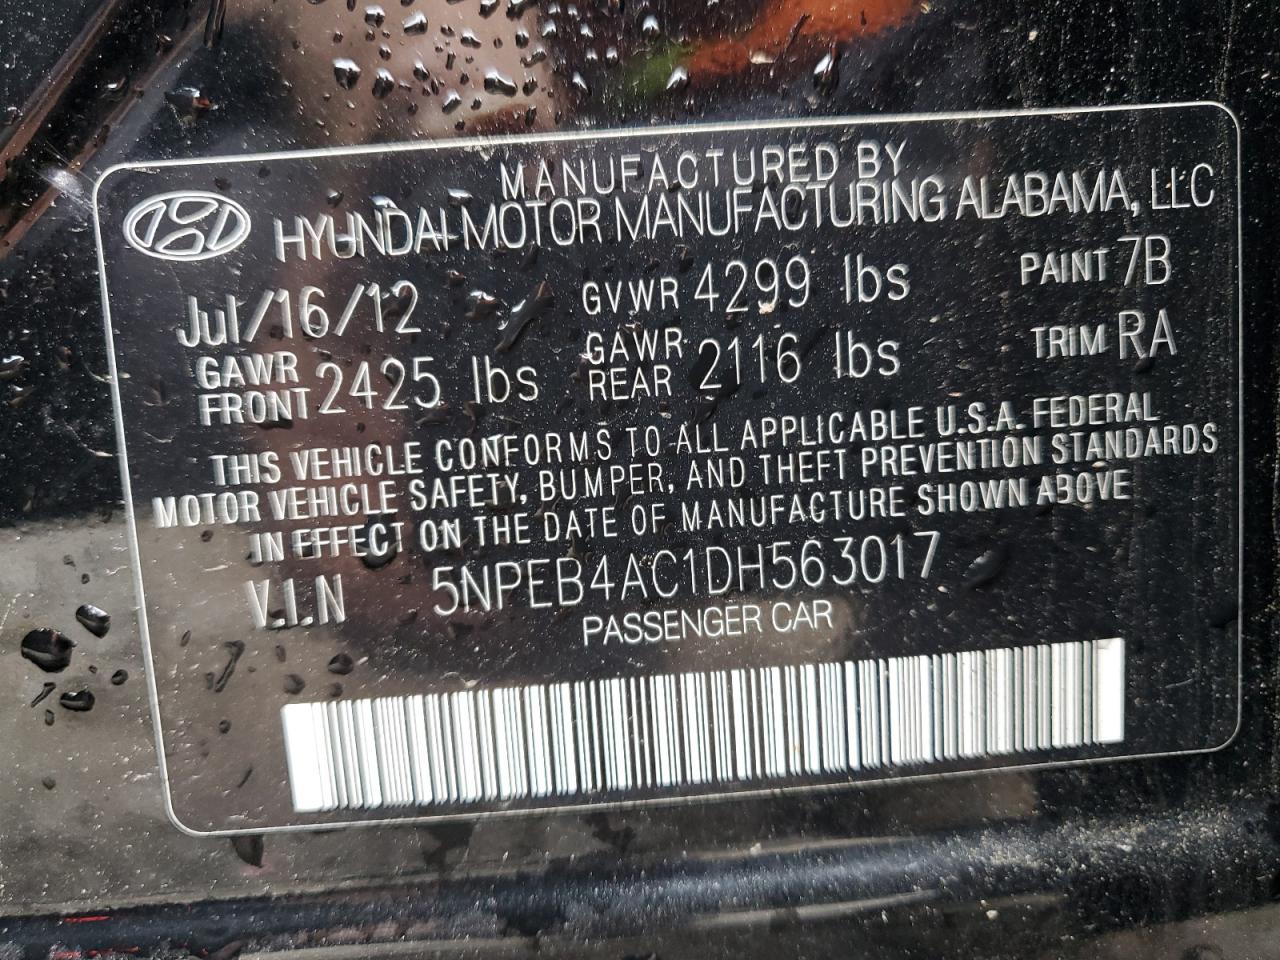 MANUFACTURED BY
HYUNDAI MOTOR MANUFACTURING ALABAMA, LLC
Jul/16/12 GVWR 4299 lbs PAINT 7B
GAWR FRONT 2425 lbs GAWR REAR 2116 lbs TRIM RA
THIS VEHICLE CONFORMS TO ALL APPLICABLE U.S.A. FEDERAL
MOTOR VEHICLE SAFETY, BUMPER, AND THEFT PREVENTION STANDARDS
IN EFFECT ON THE DATE OF MANUFACTURE SHOWN ABOVE
V.I.N 5NPEB4AC1DH563017
PASSENGER CAR